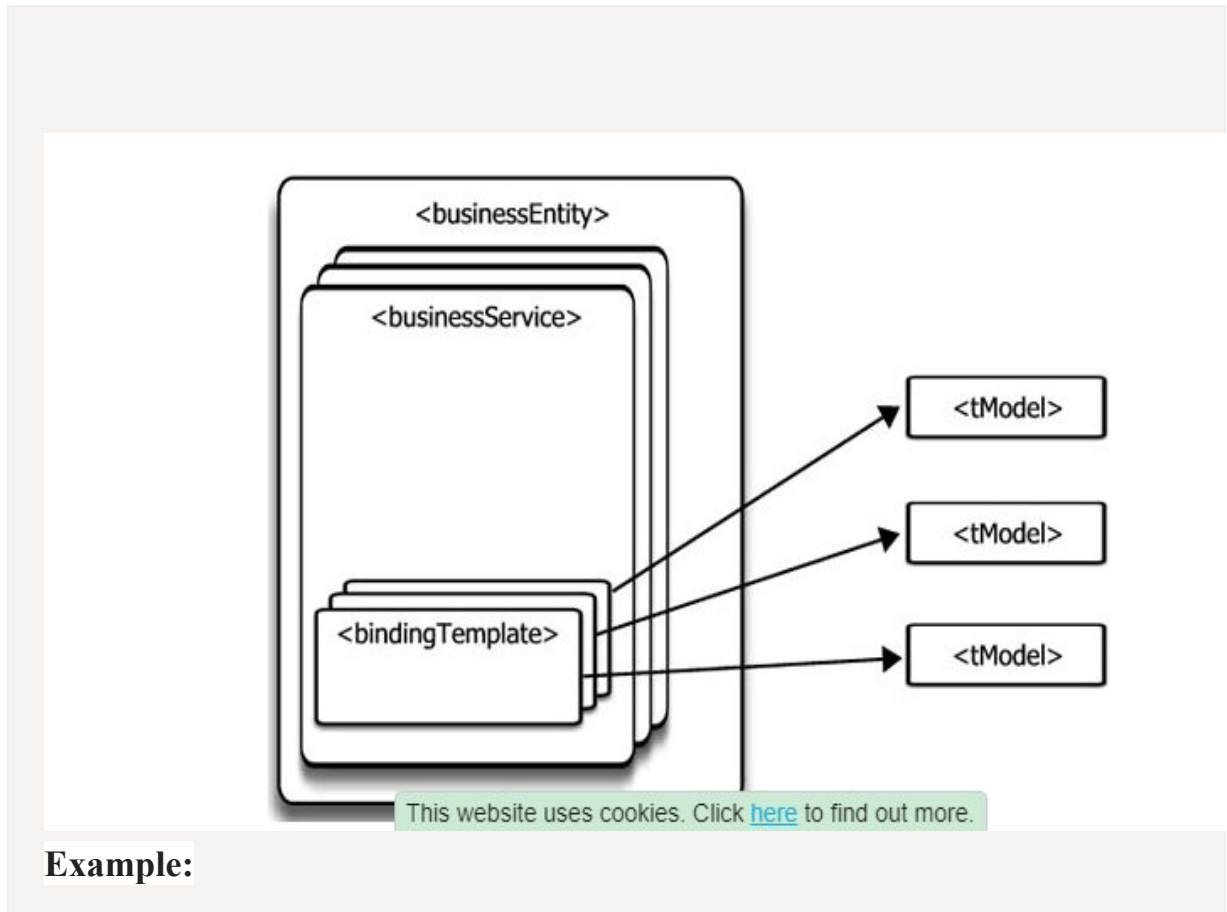 <businessEntity>
<businessService>
<tModel>
<tModel>
<bindingTemplate>
<tModel>
This website uses cookies. Click here to find out more.
Example: